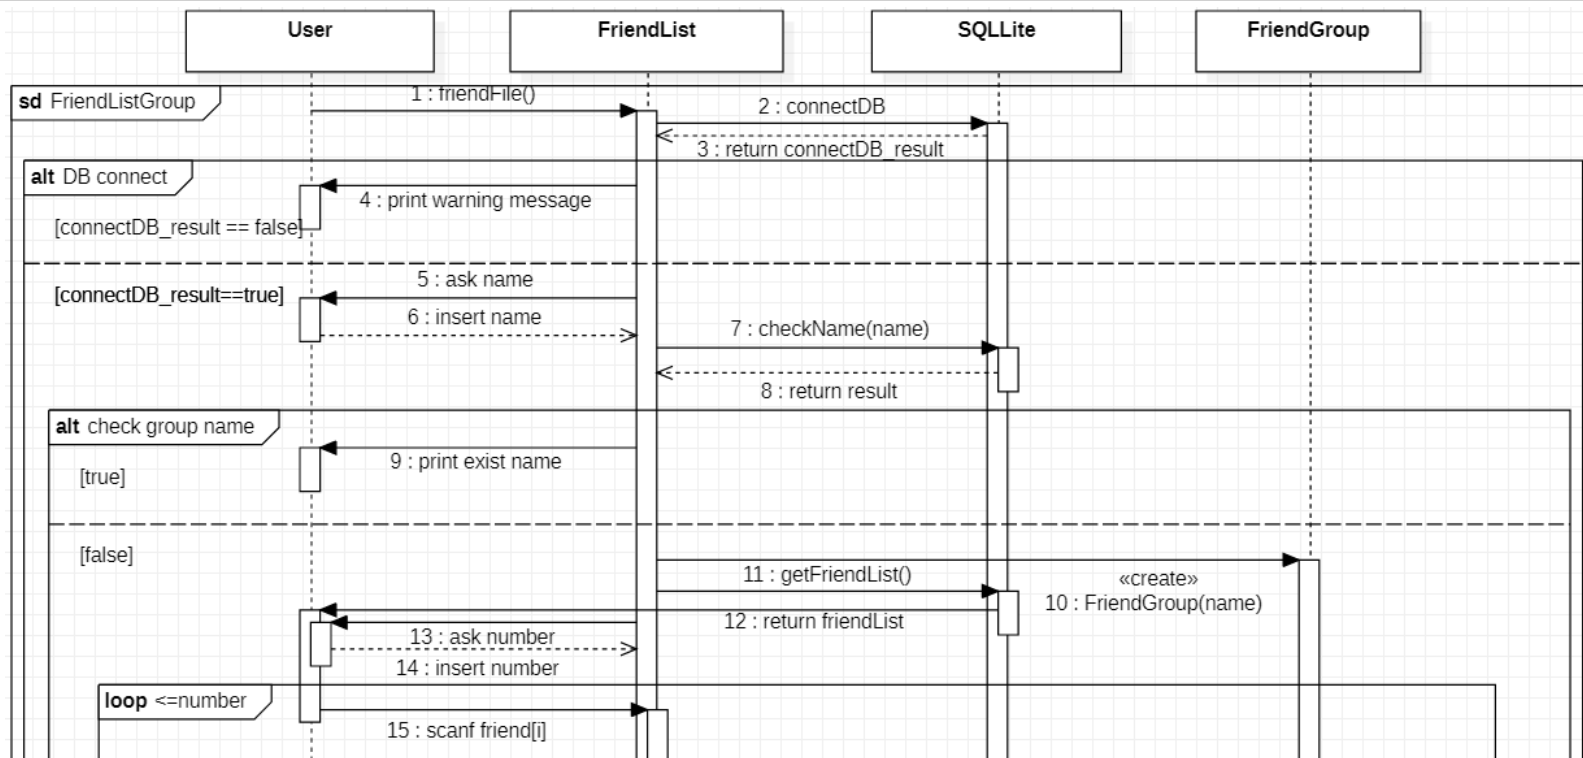 User
FriendList
SQLLite
FriendGroup
sd FriendListGroup
1 : friendFile()
2 : connectDB
3 : return connectDB_result
alt DB connect
4 : print warning message
[connectDB_result == false]
5 : ask name
[connectDB_result==true]
6 : insert name
7 : checkName(name)
8 : return result
alt check group name
9 : print exist name
[true]
[false]
11 : getFriendList()
«create»
10 : FriendGroup(name)
12 : return friendList
13 : ask number
14 : insert number
loop <=number
15 : scanf friend[i]